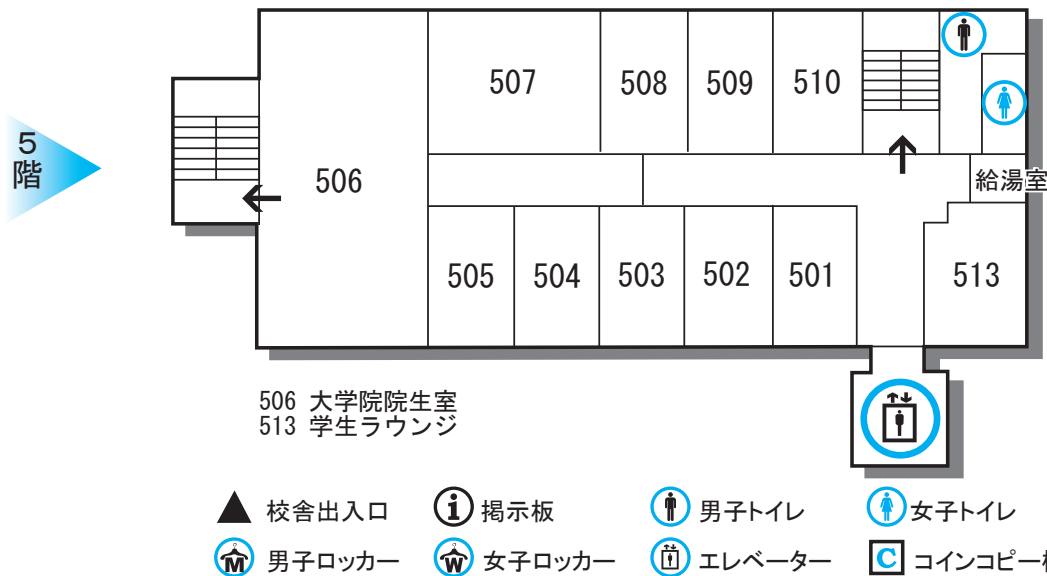 5
階
507
508
509
510
506
給湯室
505
504
503
502
501
513
506 大学院院生室
513 学生ラウンジ
校舎出入口
i 掲示板
男子トイレ
女子トイレ
M 男子ロッカー
W 女子ロッカー
エレベーター
C コインコピー